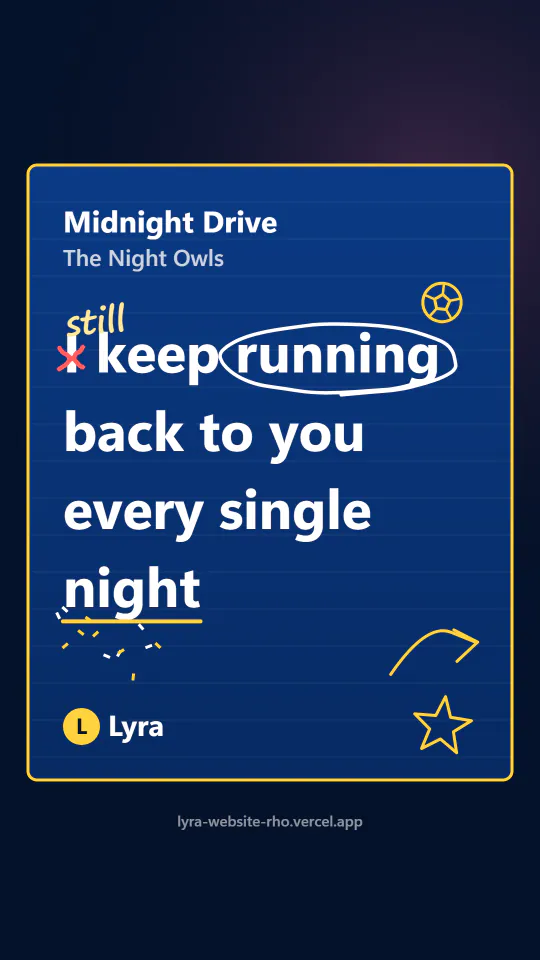 Midnight Drive
The Night Owls
still
I keep running
back to you
every single
night
L Lyra
lyra-website-rho.vercel.app